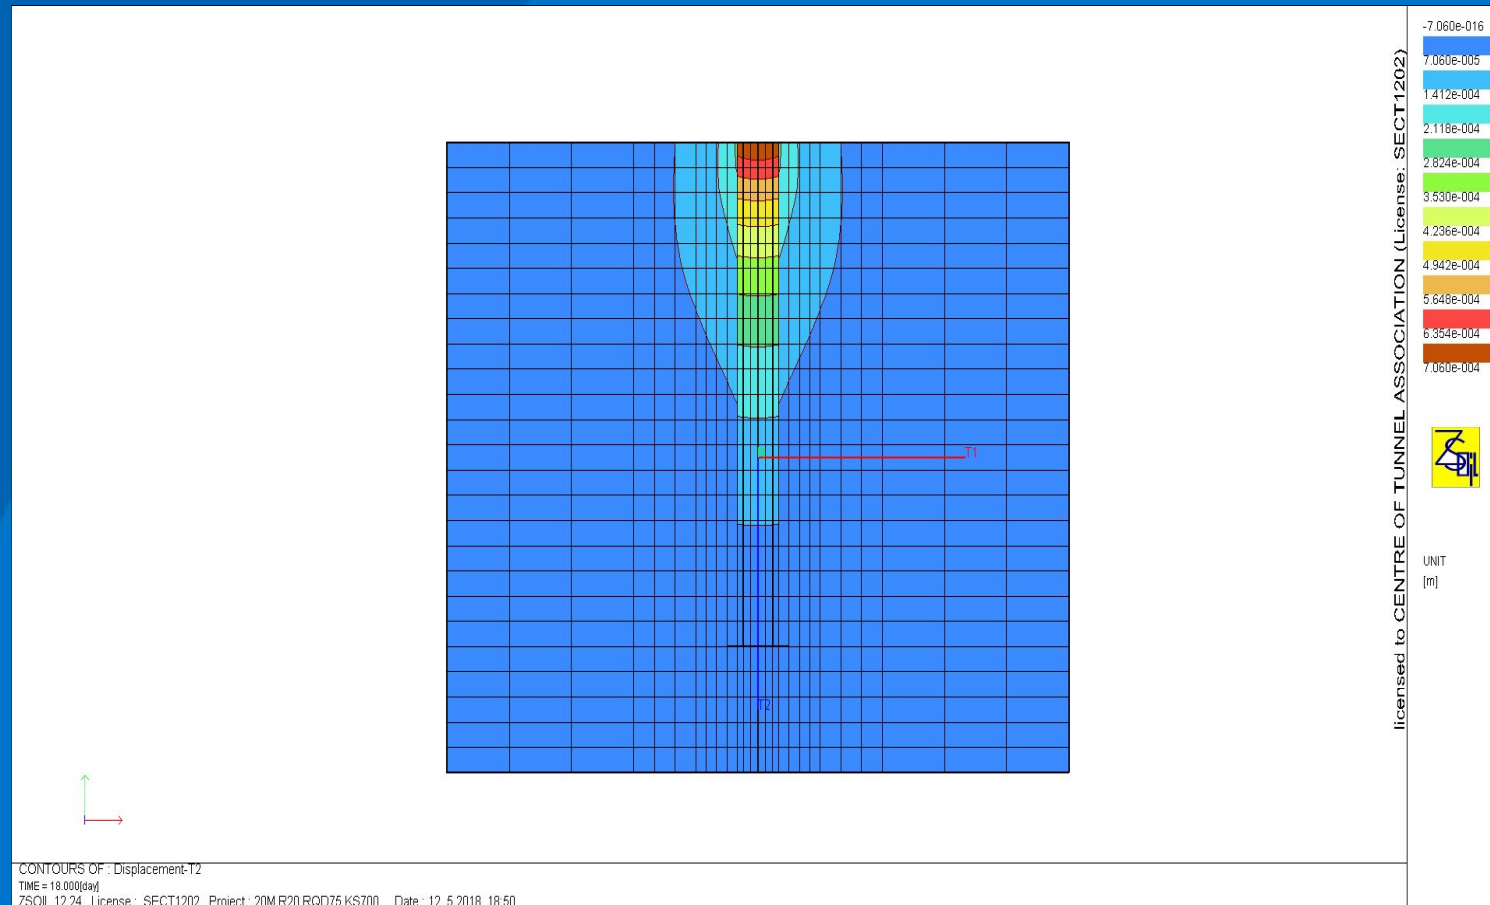 -7.060e-016
7.060e-005
1.412e-004
2.118e-004
2.824e-004
3.530e-004
4.236e-004
4.942e-004
5.648e-004
6.354e-004
7.060e-004
licensed to CENTRE OF TUNNEL ASSOCIATION (License: SECT1202)
T1
T2
ZSoil
UNIT
[m]
CONTOURS OF : Displacement-T2
TIME = 18.000[day]
ZSOIL 12.24 License : SECT1202 Project : 20M R20 RQD75 KS700 Date : 12. 5.2018 18:50